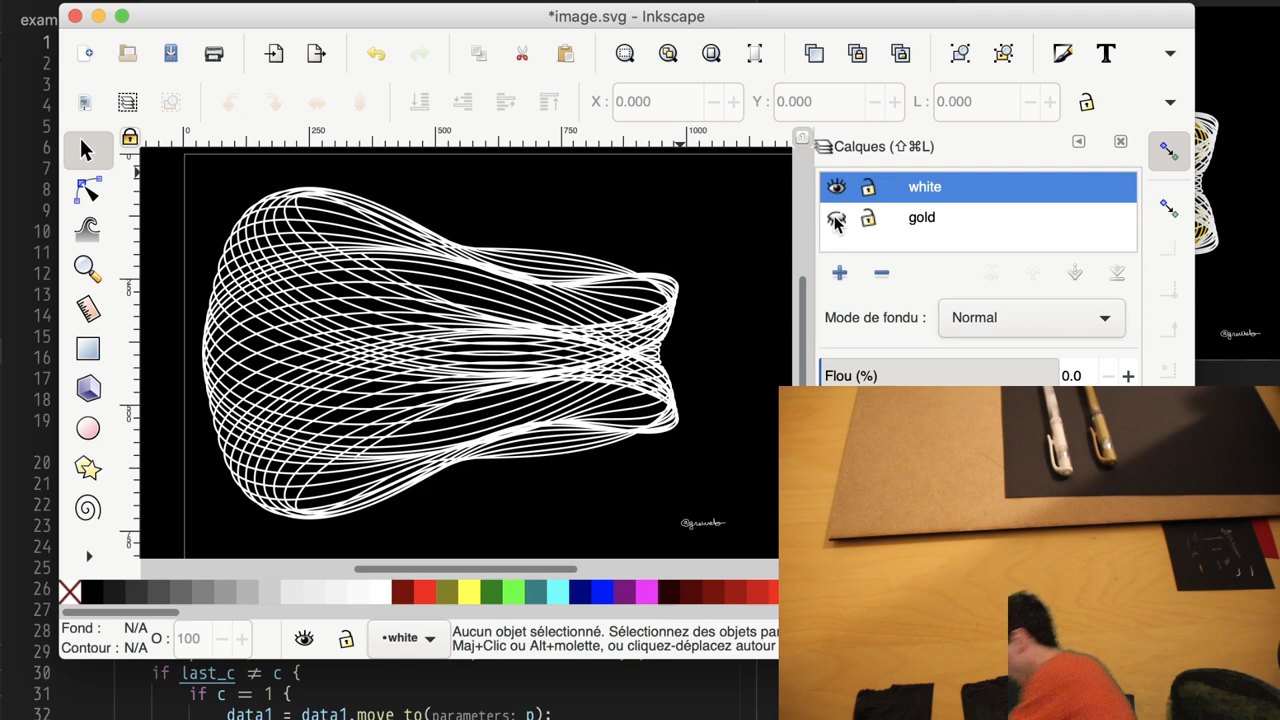 exam
*image.svg - Inkscape
X : 0.000 Y : 0.000 L : 0.000
0 250 500 750 1000
Calques (⇧⌘L)
white
gold
Mode de fondu : Normal
Flou (%) 0.0
@greweb
@greweb
Fond : N/A
Contour : N/A
O : 100
•white
Aucun objet sélectionné. Sélectionnez des objets pa
Maj+Clic ou Alt+molette, ou cliquez-déplacez autour
1
2
3
4
5
6
7
8
9
10
11
12
13
14
15
16
17
18
19
20
21
22
23
24
25
26
27
28
29
30 if last_c ≠ c {
31 if c = 1 {
32 data1 = data1.move_to(parameters: p);